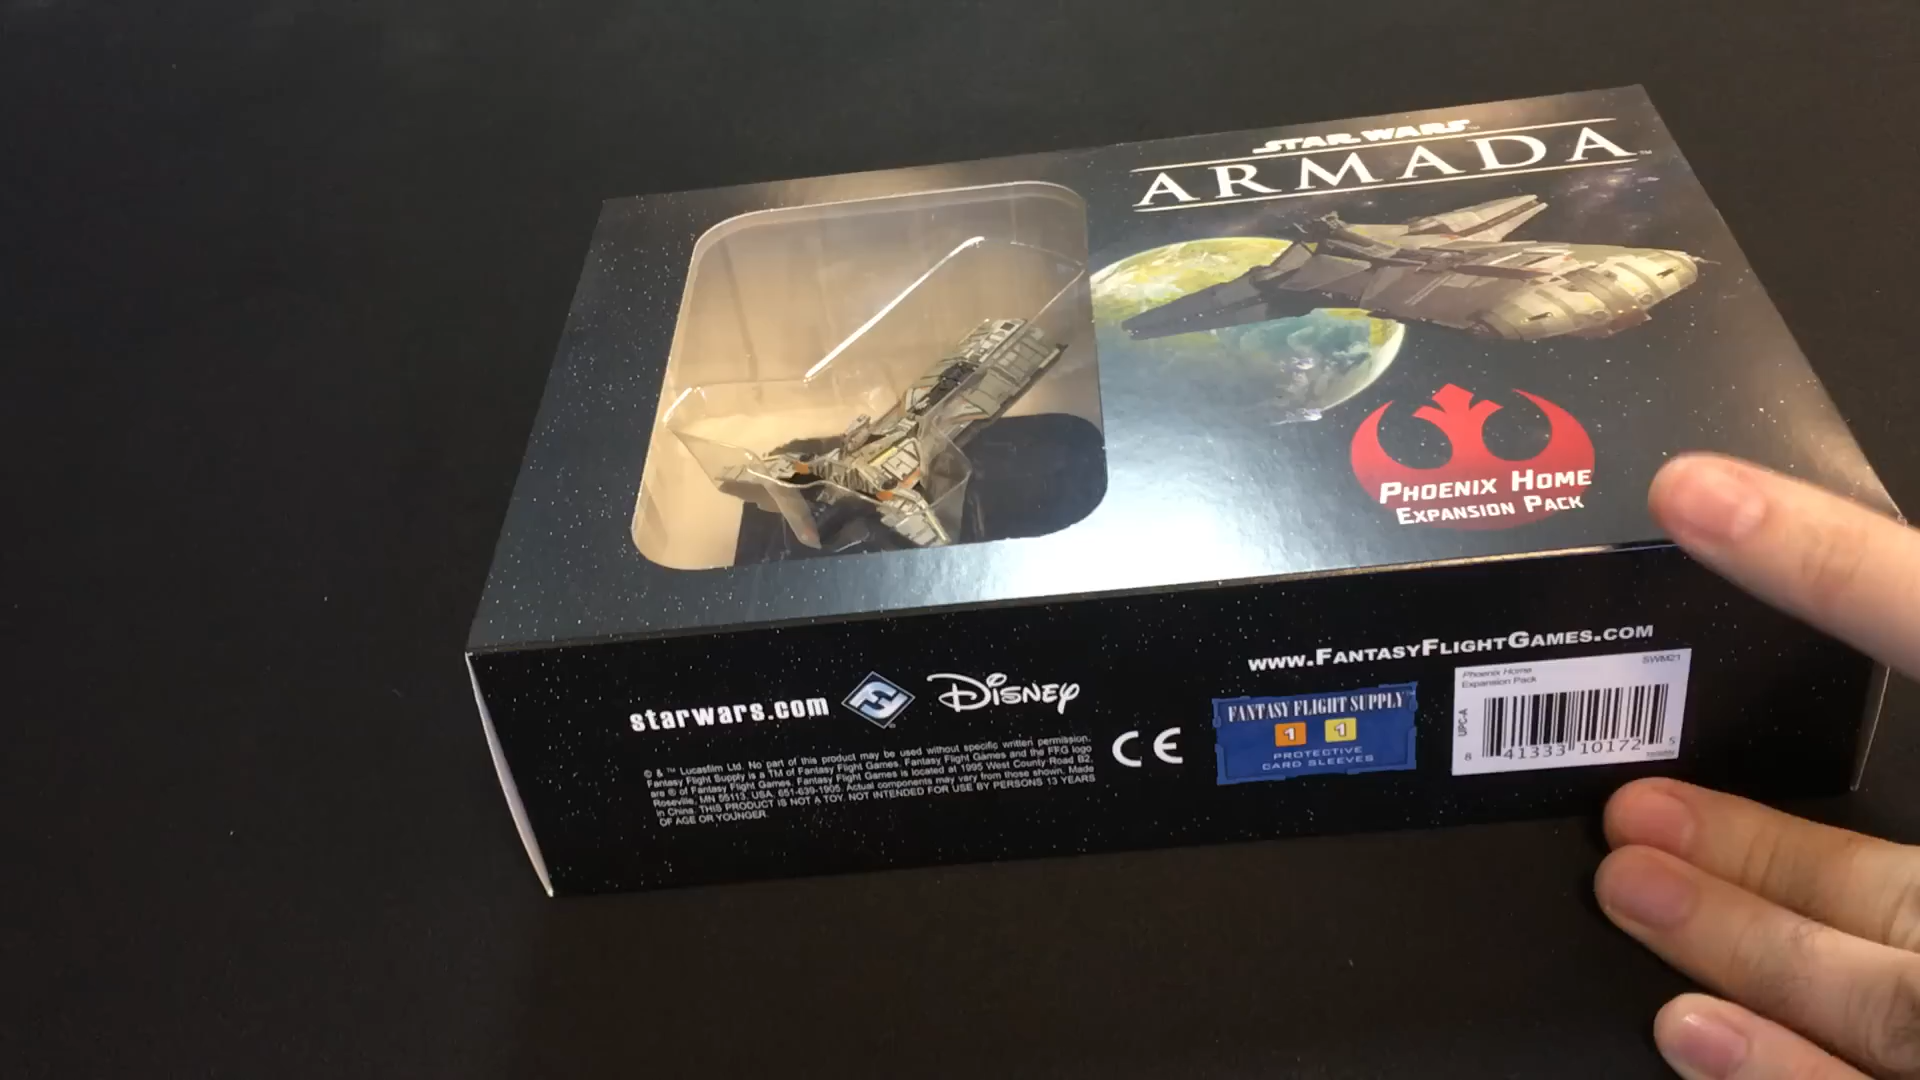 STAR WARS™
ARMADA™
PHOENIX HOME
EXPANSION PACK
www.FantasyFlightGames.com
starwars.com
Disney
© & ™ Lucasfilm Ltd. No part of this product may be used without specific written permission.
Fantasy Flight Supply is a TM of Fantasy Flight Games. Fantasy Flight Games and the FFG logo
are ® of Fantasy Flight Games. Fantasy Flight Games is located at 1995 West County Road B2,
Roseville, MN 55113, USA, 651-639-1905. Actual components may vary from those shown. Made
in China. THIS PRODUCT IS NOT A TOY. NOT INTENDED FOR USE BY PERSONS 13 YEARS
OF AGE OR YOUNGER.
CE
FANTASY FLIGHT SUPPLY™
1 1
PROTECTIVE
CARD SLEEVES
Phoenix Home SWM21
Expansion Pack
UPC-A
8 41333 10172 5